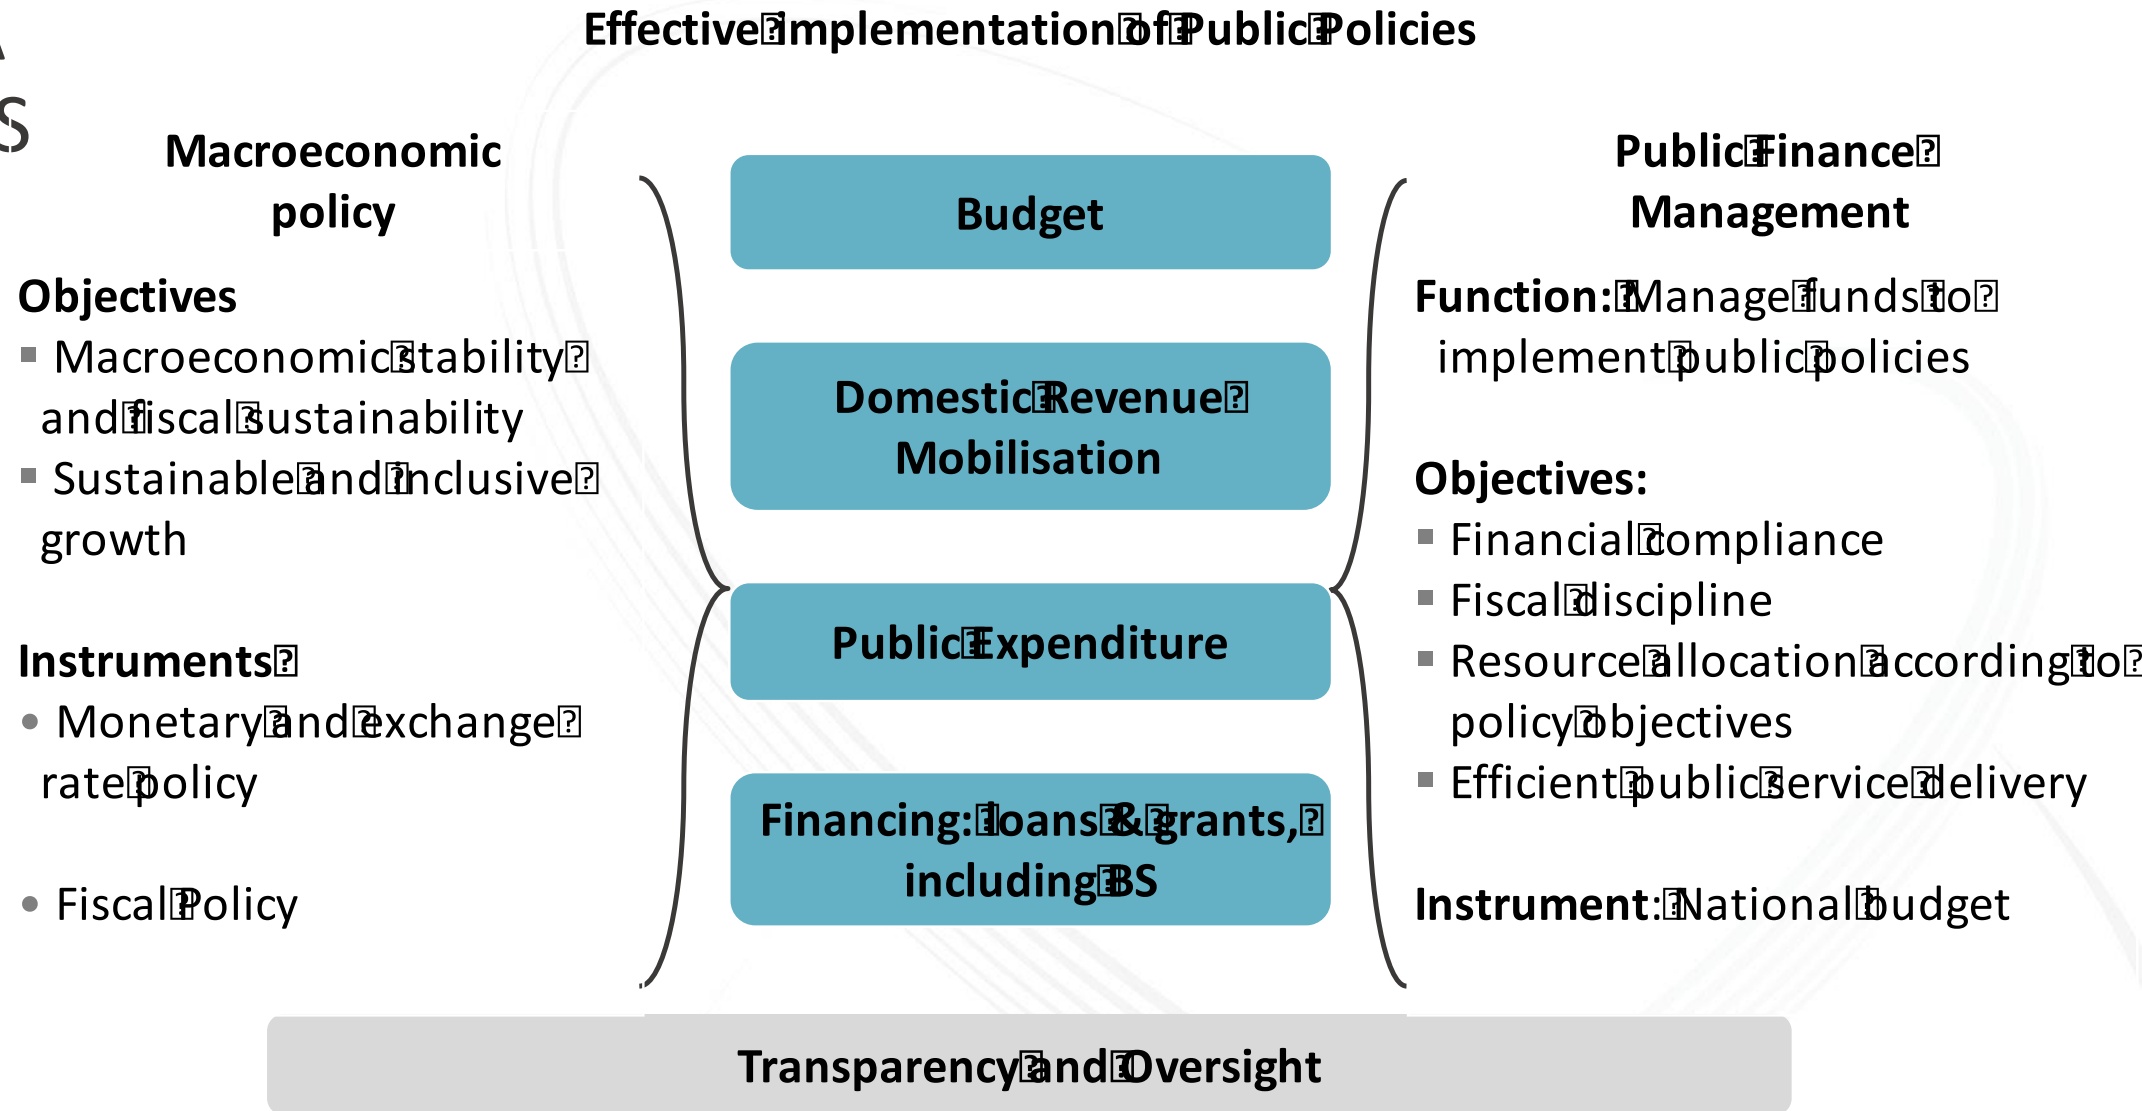 Effective implementation of Public Policies
S
Macroeconomic
policy
Objectives
▪ Macroeconomic stability
and fiscal sustainability
▪ Sustainable and inclusive
growth
Instruments
• Monetary and exchange
rate policy
• Fiscal Policy
Budget
Domestic Revenue
Mobilisation
Public Expenditure
Financing: loans & grants,
including BS
Public Finance
Management
Function: Manage funds to
implement public policies
Objectives:
▪ Financial compliance
▪ Fiscal discipline
▪ Resource allocation according to
policy objectives
▪ Efficient public service delivery
Instrument: National budget
Transparency and Oversight